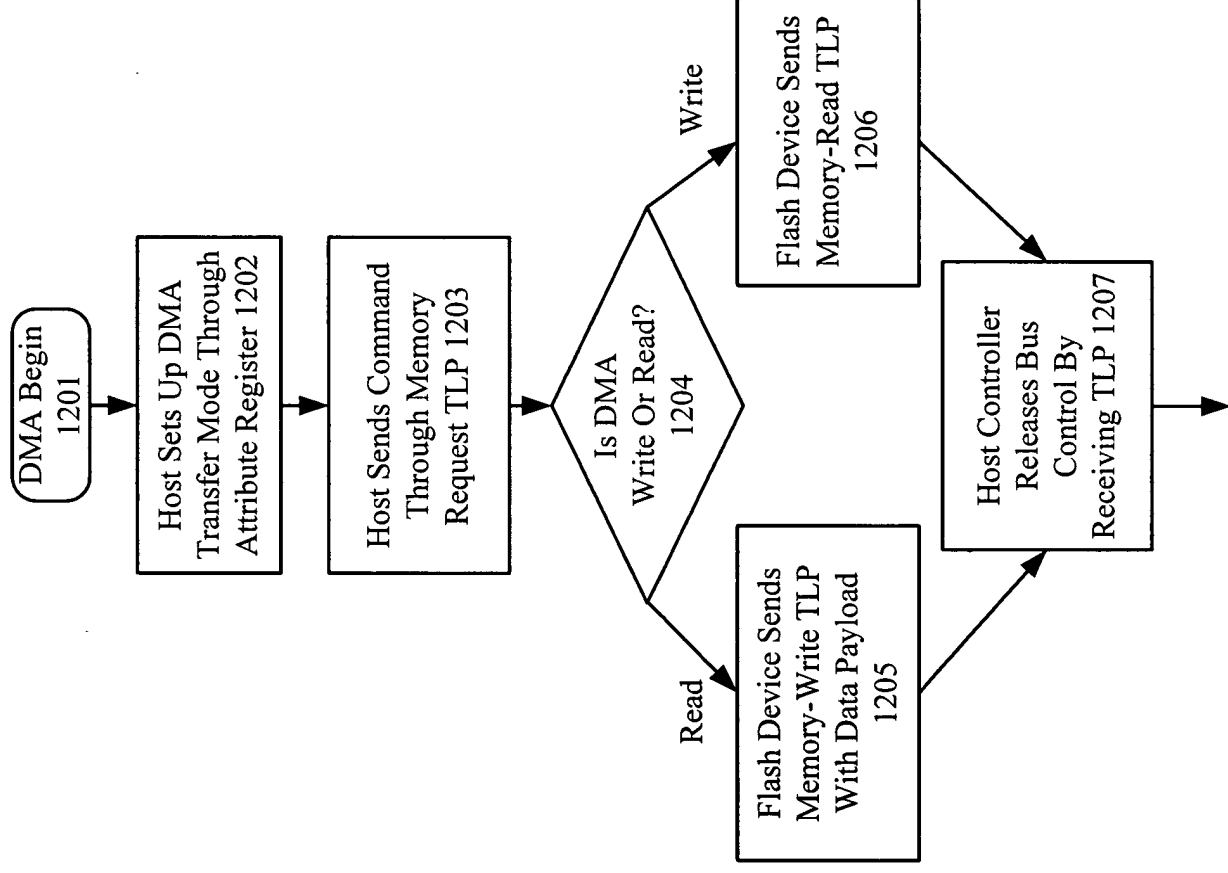 DMA Begin
1201
Host Sets Up DMA
Transfer Mode Through
Attribute Register 1202
Host Sends Command
Through Memory
Request TLP 1203
Is DMA
Write Or Read?
1204
Read
Write
Flash Device Sends
Memory-Write TLP
With Data Payload
1205
Flash Device Sends
Memory-Read TLP
1206
Host Controller
Releases Bus
Control By
Receiving TLP 1207